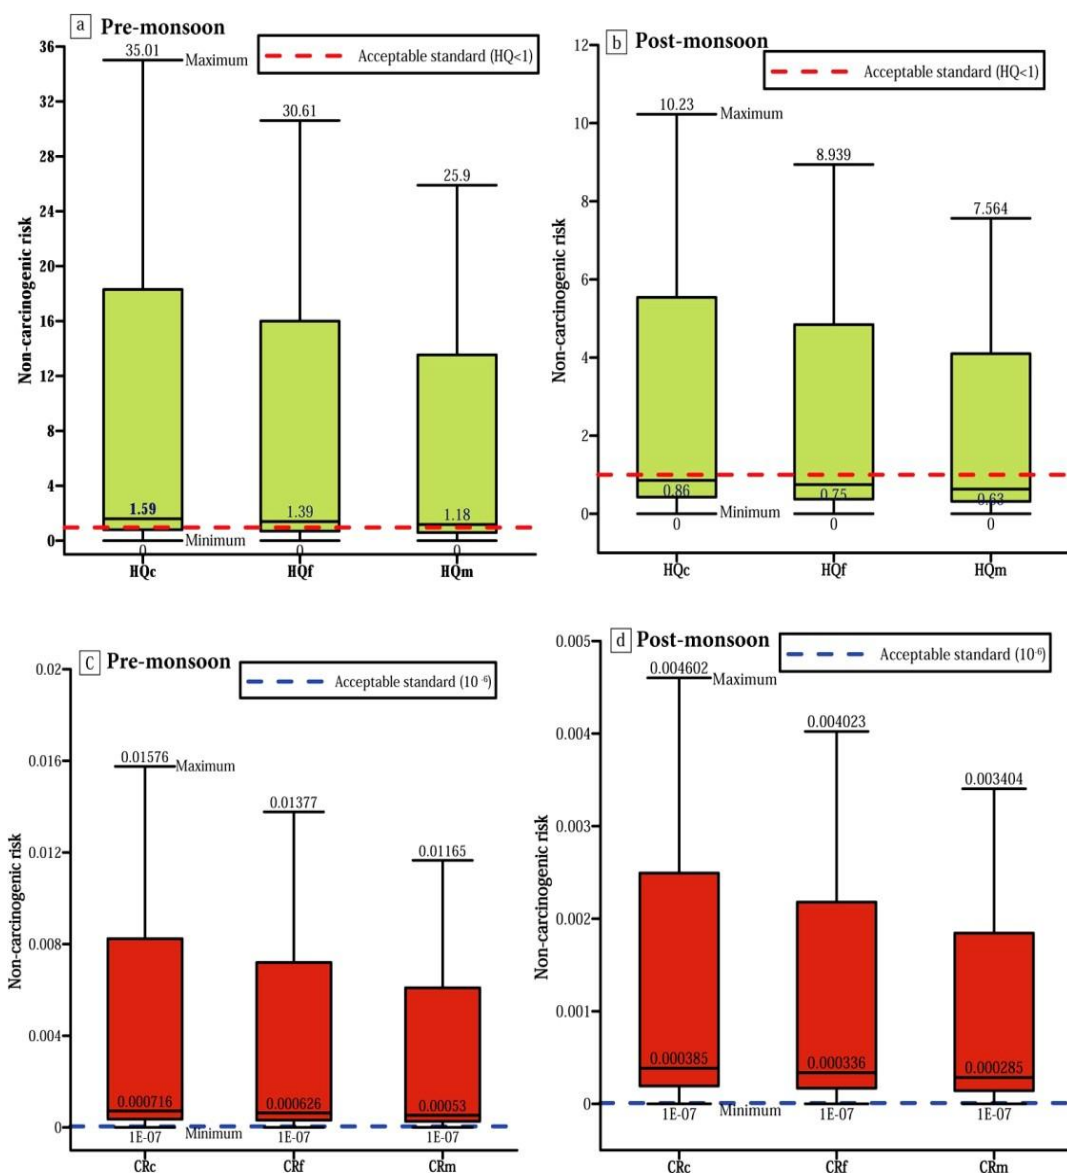 a Pre-monsoon
Acceptable standard (HQ<1)
Non-carcinogenic risk
36
32
28
24
20
16
12
8
4
0
35.01
Maximum
30.61
25.9
1.59
1.39
1.18
Minimum
0
0
0
HQc
HQf
HQm
b Post-monsoon
Acceptable standard (HQ<1)
Non-carcinogenic risk
12
10
8
6
4
2
0
10.23
Maximum
8.939
7.564
0.86
0.75
0.63
Minimum
0
0
0
HQc
HQf
HQm
C Pre-monsoon
Acceptable standard (10⁻⁶)
Non-carcinogenic risk
0.02
0.016
0.012
0.008
0.004
0
0.01576
Maximum
0.01377
0.01165
0.000716
0.000626
0.00053
1E-07
Minimum
1E-07
1E-07
CRc
CRf
CRm
d Post-monsoon
Acceptable standard (10⁻⁶)
Non-carcinogenic risk
0.005
0.004
0.003
0.002
0.001
0
0.004602
Maximum
0.004023
0.003404
0.000385
0.000336
0.000285
1E-07
Minimum
1E-07
1E-07
CRc
CRf
CRm